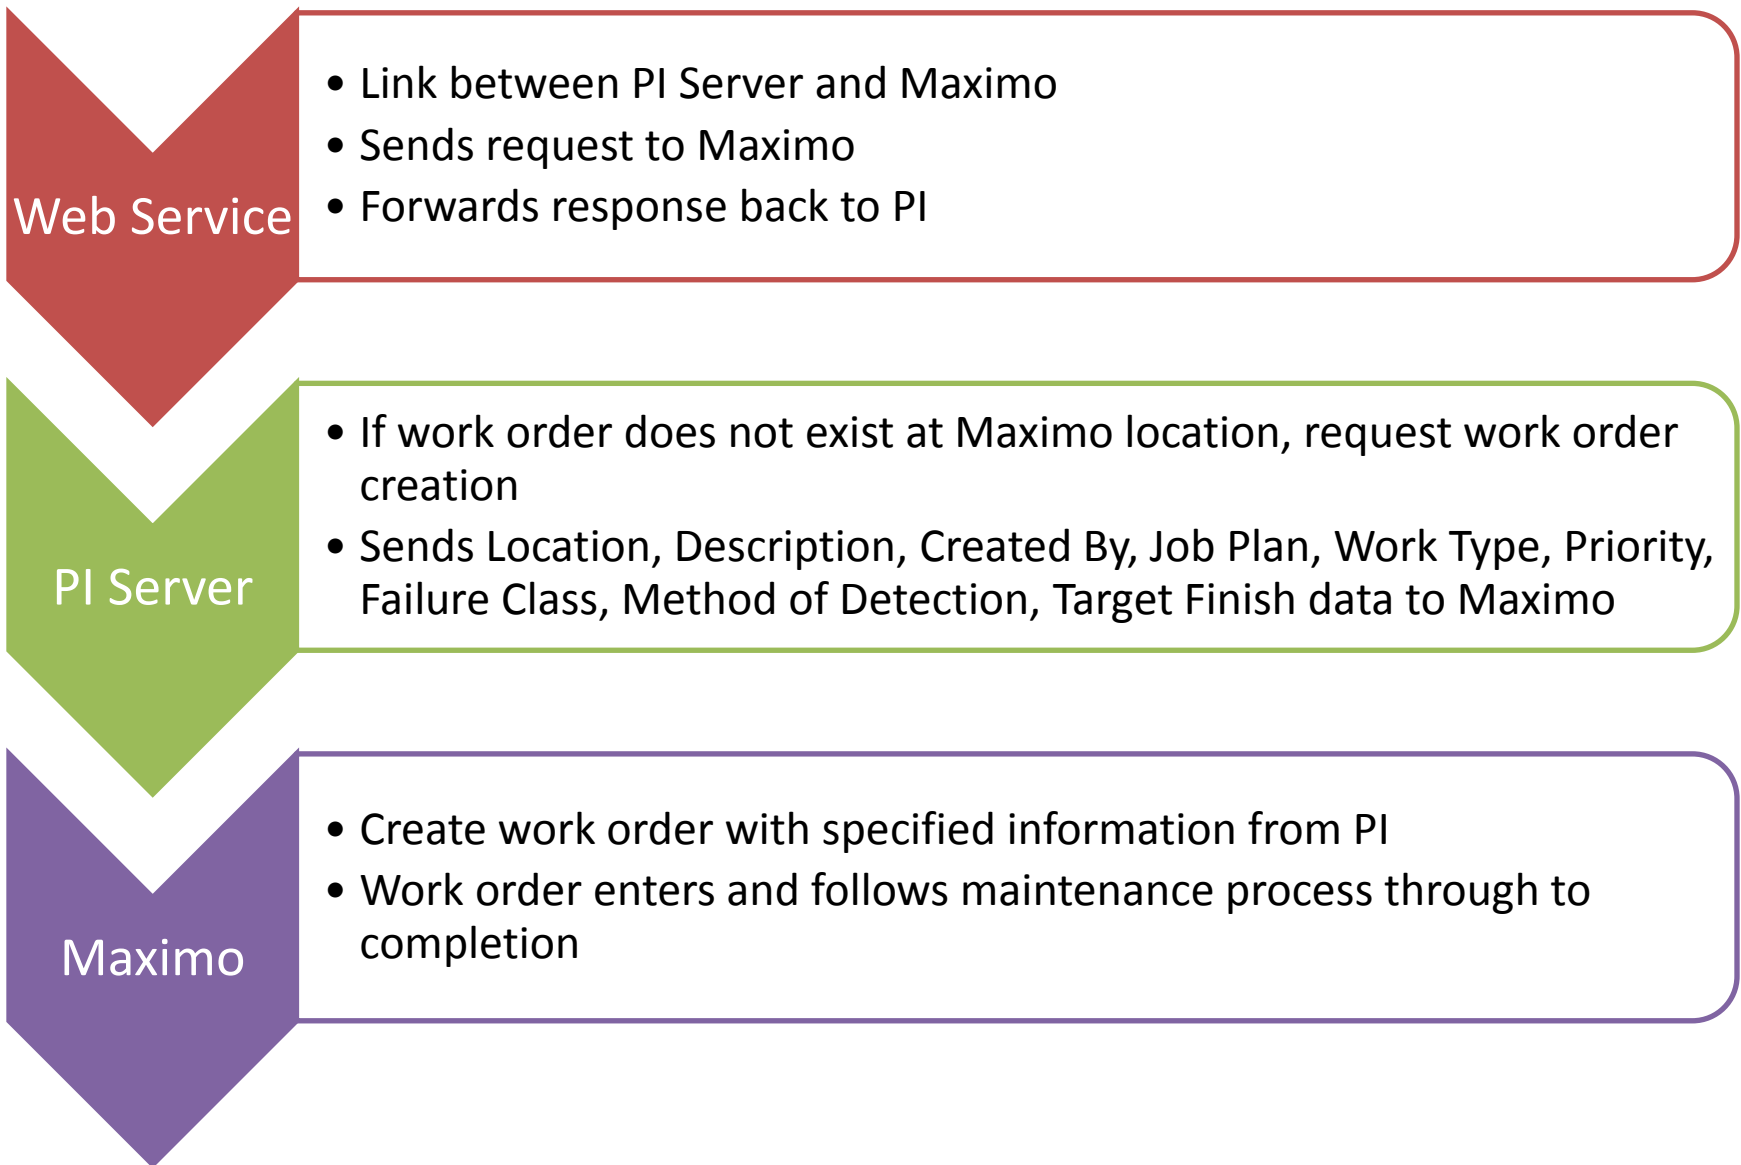 Web Service
• Link between PI Server and Maximo
• Sends request to Maximo
• Forwards response back to PI
PI Server
• If work order does not exist at Maximo location, request work order
creation
• Sends Location, Description, Created By, Job Plan, Work Type, Priority,
Failure Class, Method of Detection, Target Finish data to Maximo
Maximo
• Create work order with specified information from PI
• Work order enters and follows maintenance process through to
completion